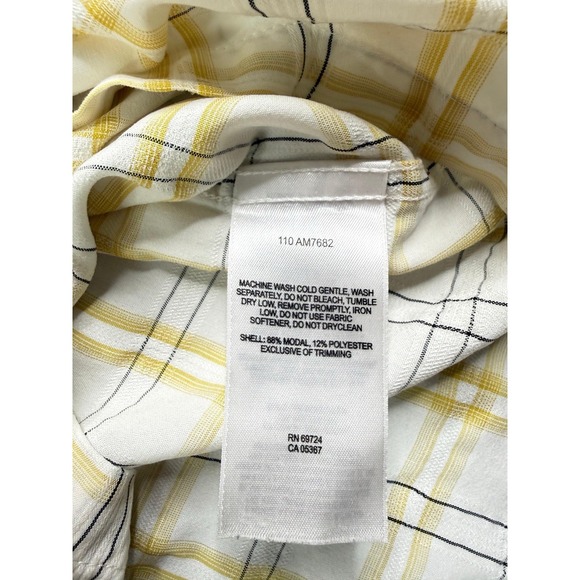 110 AM7682
MACHINE WASH COLD GENTLE, WASH
SEPARATELY, DO NOT BLEACH, TUMBLE
DRY LOW, REMOVE PROMPTLY, IRON
LOW, DO NOT USE FABRIC
SOFTENER, DO NOT DRYCLEAN
SHELL: 88% MODAL, 12% POLYESTER
EXCLUSIVE OF TRIMMING
RN 69724
CA 05367